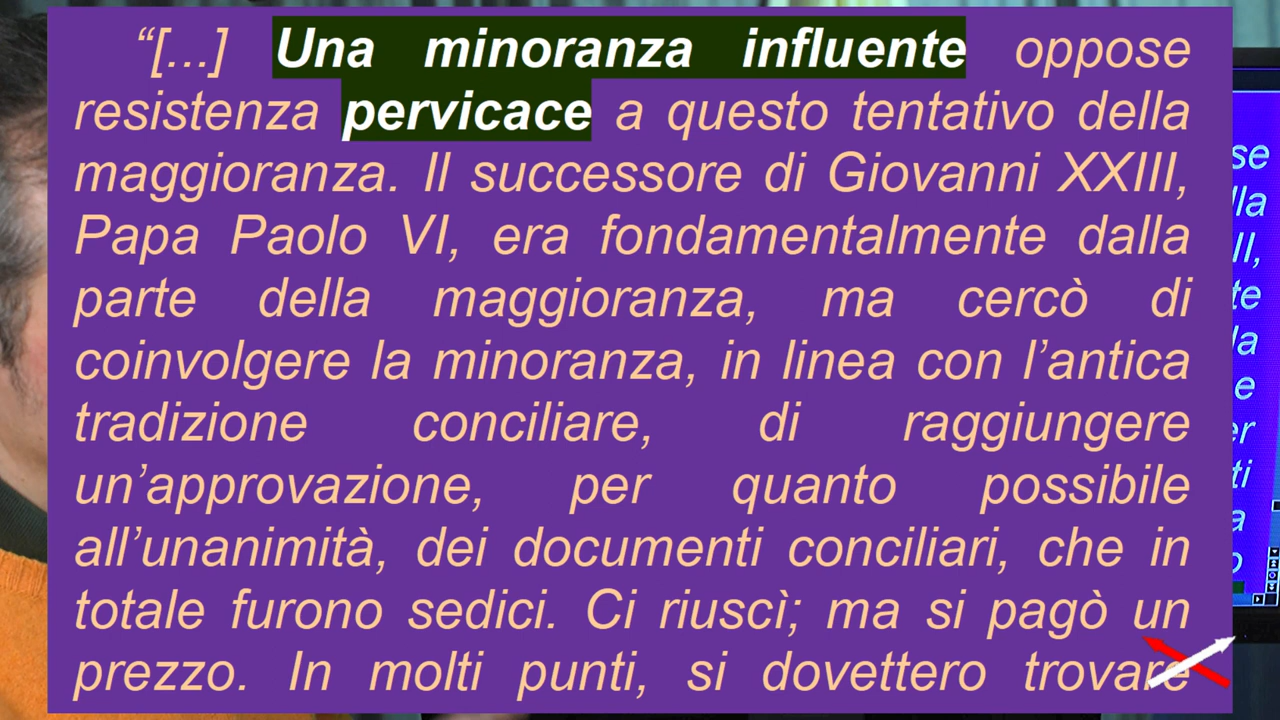 “[...] Una minoranza influente oppose
resistenza pervicace a questo tentativo della
maggioranza. Il successore di Giovanni XXIII,
Papa Paolo VI, era fondamentalmente dalla
parte della maggioranza, ma cercò di
coinvolgere la minoranza, in linea con l’antica
tradizione conciliare, di raggiungere
un’approvazione, per quanto possibile
all’unanimità, dei documenti conciliari, che in
totale furono sedici. Ci riuscì; ma si pagò un
prezzo. In molti punti, si dovettero trovare